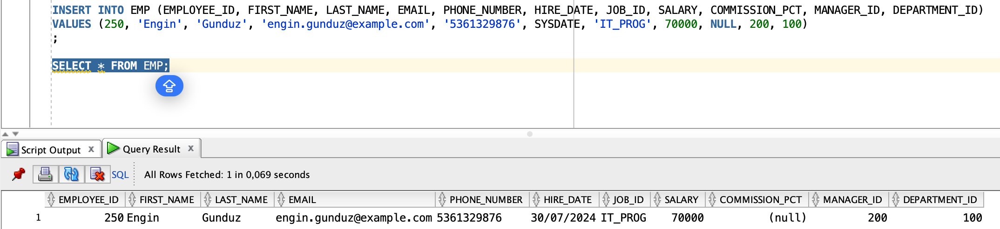 INSERT INTO EMP (EMPLOYEE_ID, FIRST_NAME, LAST_NAME, EMAIL, PHONE_NUMBER, HIRE_DATE, JOB_ID, SALARY, COMMISSION_PCT, MANAGER_ID, DEPARTMENT_ID)
VALUES (250, 'Engin', 'Gunduz', 'engin.gunduz@example.com', '5361329876', SYSDATE, 'IT_PROG', 70000, NULL, 200, 100)
;
SELECT * FROM EMP;
Script Output x Query Result x
SQL All Rows Fetched: 1 in 0,069 seconds
EMPLOYEE_ID FIRST_NAME LAST_NAME EMAIL PHONE_NUMBER HIRE_DATE JOB_ID SALARY COMMISSION_PCT MANAGER_ID DEPARTMENT_ID
1 250 Engin Gunduz engin.gunduz@example.com 5361329876 30/07/2024 IT_PROG 70000 (null) 200 100